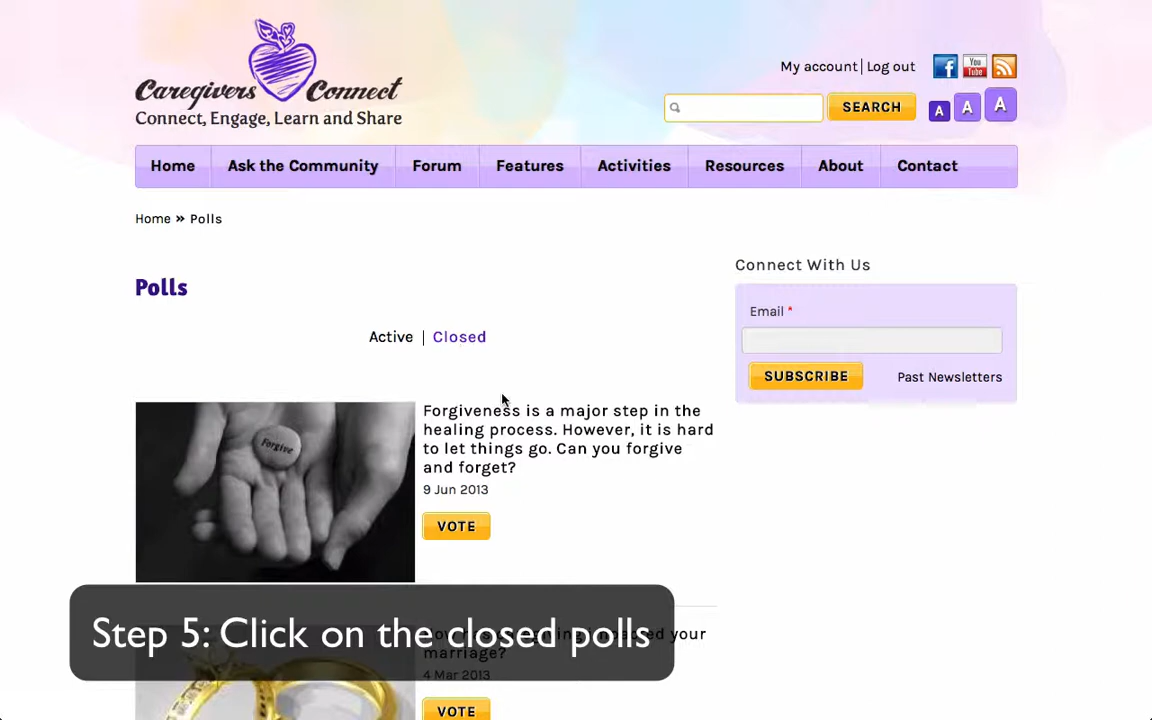 Caregivers Connect
Connect, Engage, Learn and Share
My account | Log out
You
Tube
SEARCH
A A A
Home
Ask the Community
Forum
Features
Activities
Resources
About
Contact
Home » Polls
Polls
Active | Closed
Forgive
Forgiveness is a major step in the
healing process. However, it is hard
to let things go. Can you forgive
and forget?
9 Jun 2013
VOTE
Connect With Us
Email *
SUBSCRIBE
Past Newsletters
Step 5: Click on the closed polls
your
marriage?
4 Mar 2013
VOTE